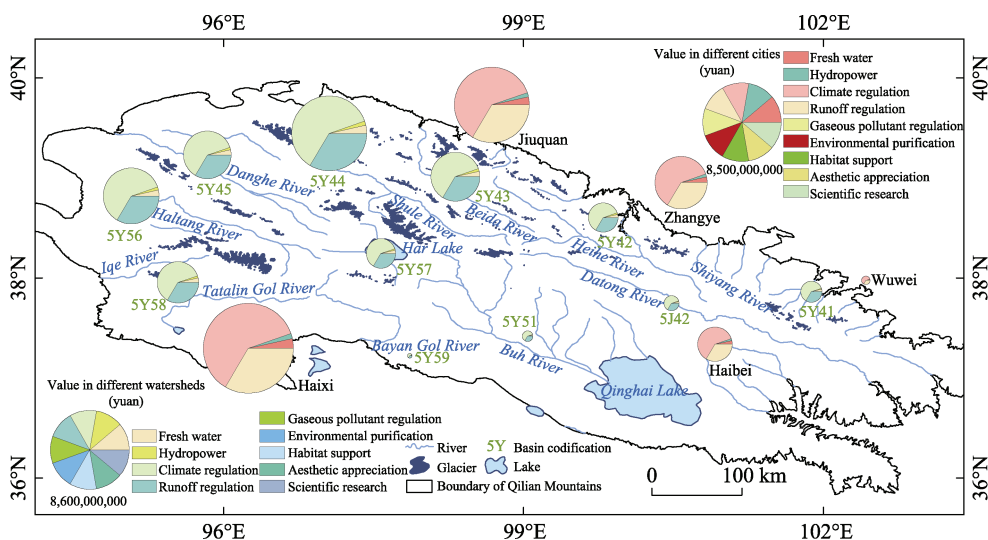 96°E 99°E 102°E
40°N
40°N
Value in different cities
(yuan)
Fresh water
Hydropower
Climate regulation
Runoff regulation
Gaseous pollutant regulation
Environmental purification
Habitat support
Aesthetic appreciation
Scientific research
8,500,000,000
Jiuquan
Zhangye
Wuwei
Haibei
Haixi
5Y45
5Y44
5Y43
5Y42
5Y56
5Y57
5Y58
5Y41
5J42
5Y51
5Y59
Danghe River
Shule River
Beida River
Haltang River
Har Lake
Heihe River
Iqe River
Shiyang River
Datong River
Tatalin Gol River
Bayan Gol River
Buh River
Qinghai Lake
38°N
38°N
Value in different watersheds
(yuan)
8,600,000,000
Fresh water
Hydropower
Climate regulation
Runoff regulation
Gaseous pollutant regulation
Environmental purification
Habitat support
Aesthetic appreciation
Scientific research
River
5Y Basin codification
Glacier
Lake
Boundary of Qilian Mountains
0 100 km
36°N
36°N
96°E 99°E 102°E